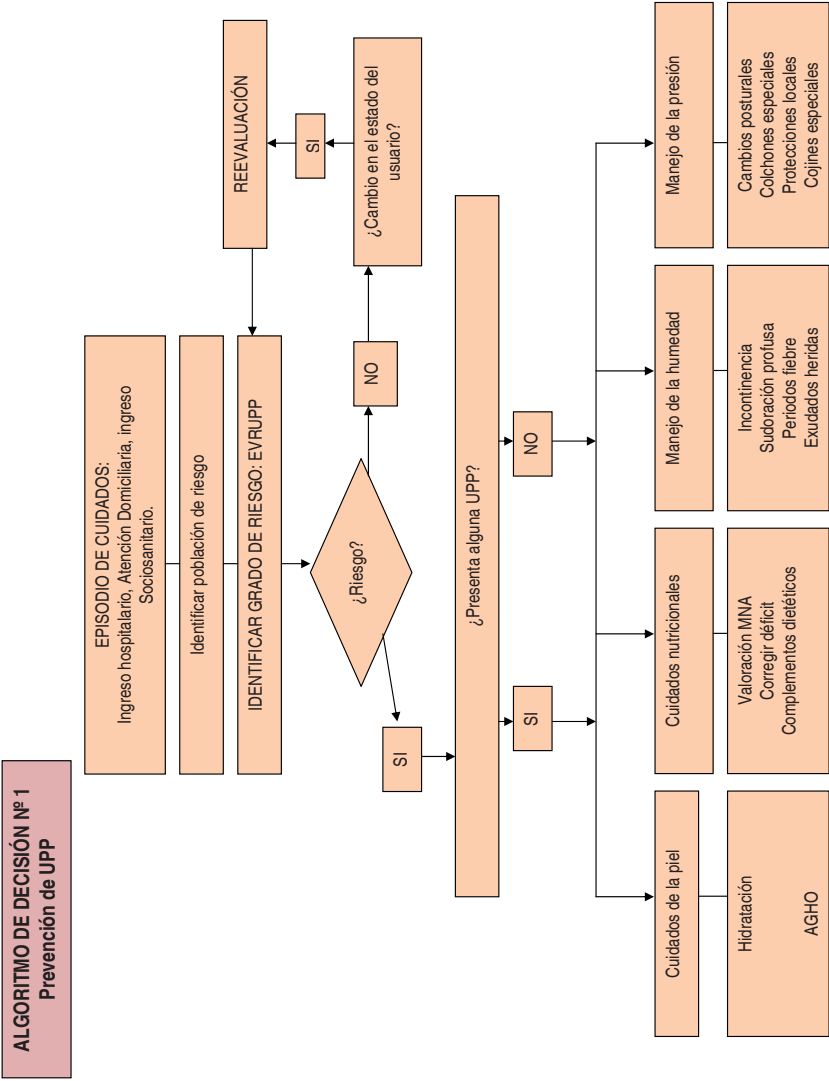 ALGORITMO DE DECISIÓN Nº 1
Prevención de UPP
EPISODIO DE CUIDADOS:
Ingreso hospitalario, Atención Domiciliaria, ingreso
Sociosanitario.
Identificar población de riesgo
IDENTIFICAR GRADO DE RIESGO: EVRUPP
REEVALUACIÓN
SI
¿Cambio en el estado del
usuario?
¿Riesgo?
NO
SI
¿Presenta alguna UPP?
SI
NO
Cuidados de la piel
Hidratación
AGHO
Cuidados nutricionales
Valoración MNA
Corregir déficit
Complementos dietéticos
Manejo de la humedad
Incontinencia
Sudoración profusa
Periodos fiebre
Exudados heridas
Manejo de la presión
Cambios posturales
Colchones especiales
Protecciones locales
Cojines especiales